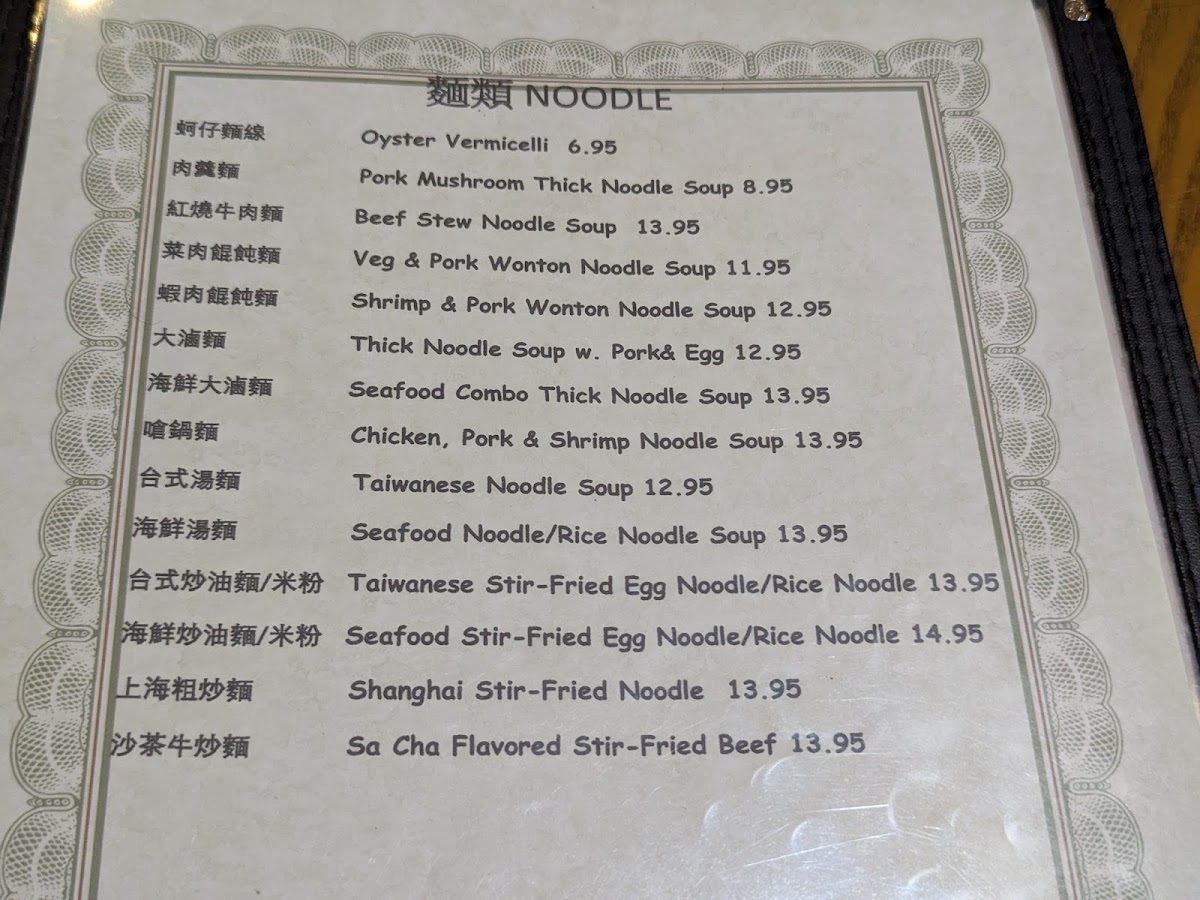 麵類 NOODLE
蚵仔麵線 Oyster Vermicelli 6.95
肉羹麵 Pork Mushroom Thick Noodle Soup 8.95
紅燒牛肉麵 Beef Stew Noodle Soup 13.95
菜肉餛飩麵 Veg & Pork Wonton Noodle Soup 11.95
蝦肉餛飩麵 Shrimp & Pork Wonton Noodle Soup 12.95
大滷麵 Thick Noodle Soup w. Pork& Egg 12.95
海鮮大滷麵 Seafood Combo Thick Noodle Soup 13.95
嗆鍋麵 Chicken, Pork & Shrimp Noodle Soup 13.95
台式湯麵 Taiwanese Noodle Soup 12.95
海鮮湯麵 Seafood Noodle/Rice Noodle Soup 13.95
台式炒油麵/米粉 Taiwanese Stir-Fried Egg Noodle/Rice Noodle 13.95
海鮮炒油麵/米粉 Seafood Stir-Fried Egg Noodle/Rice Noodle 14.95
上海粗炒麵 Shanghai Stir-Fried Noodle 13.95
沙茶牛炒麵 Sa Cha Flavored Stir-Fried Beef 13.95